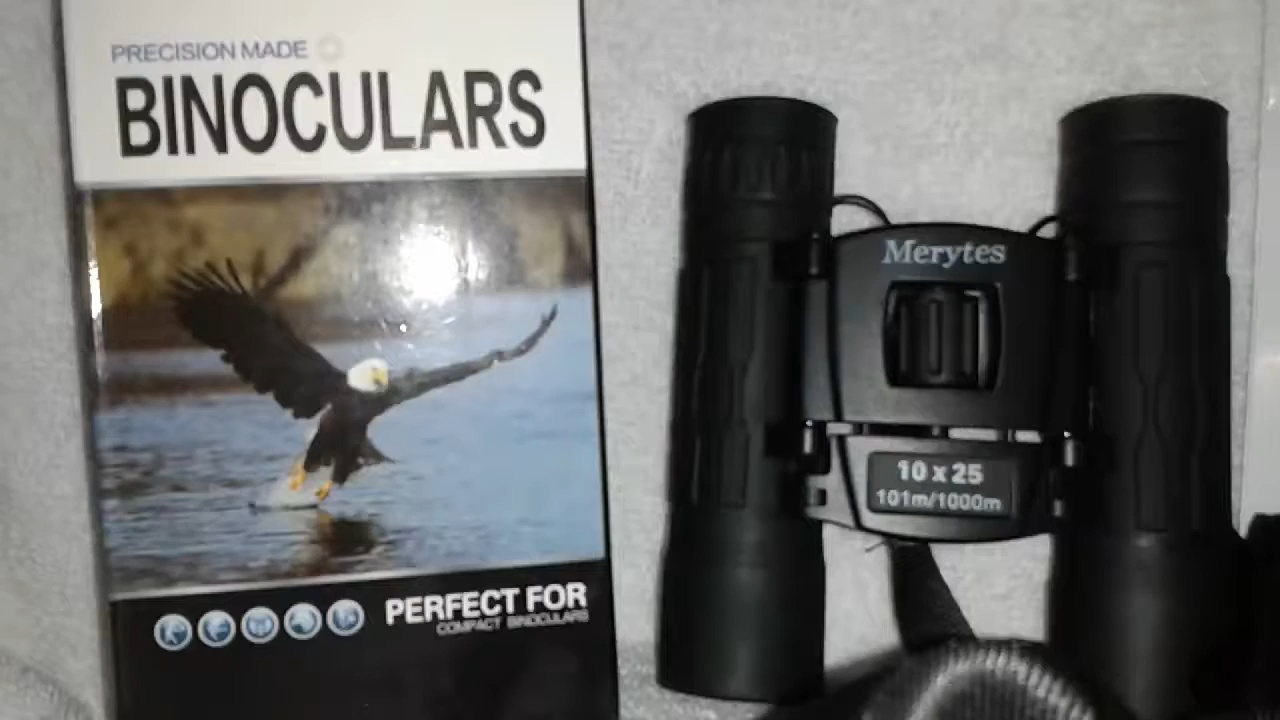 PRECISION MADE
BINOCULARS
PERFECT FOR
COMPACT BINOCULARS
Merytes
10 x 25
101m/1000m